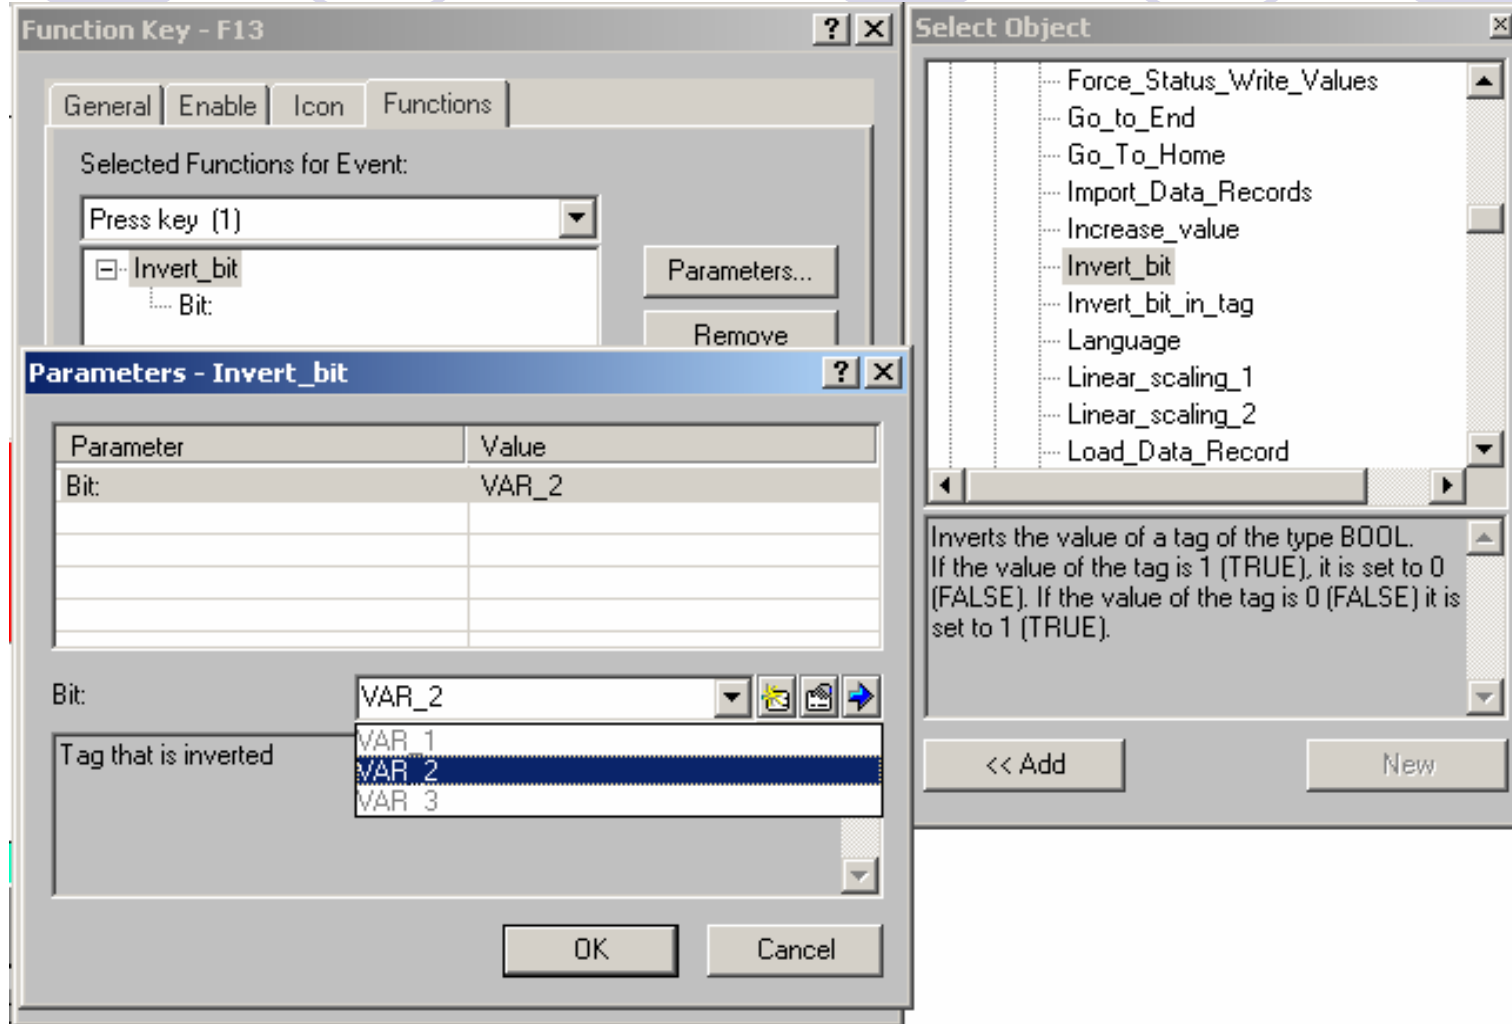 Function Key - F13
General
Enable
Icon
Functions
Selected Functions for Event:
Press key (1)
Invert_bit
Bit:
Parameters...
Remove
Parameters - Invert_bit
Parameter Value
Bit: VAR_2
Bit: VAR_2
VAR_1
VAR_2
VAR_3
Tag that is inverted
OK
Cancel
Select Object
Force_Status_Write_Values
Go_to_End
Go_To_Home
Import_Data_Records
Increase_value
Invert_bit
Invert_bit_in_tag
Language
Linear_scaling_1
Linear_scaling_2
Load_Data_Record
Inverts the value of a tag of the type BOOL.
If the value of the tag is 1 (TRUE), it is set to 0
(FALSE). If the value of the tag is 0 (FALSE) it is
set to 1 (TRUE).
<< Add
New